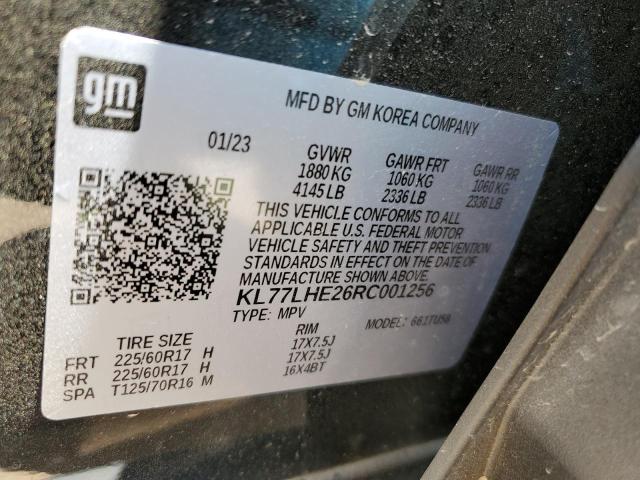 gm
MFD BY GM KOREA COMPANY
01/23 GVWR GAWR FRT GAWR RR
1880 KG 1060 KG 1060 KG
4145 LB 2336 LB 2336 LB
THIS VEHICLE CONFORMS TO ALL
APPLICABLE U.S. FEDERAL MOTOR
VEHICLE SAFETY AND THEFT PREVENTION
STANDARDS IN EFFECT ON THE DATE OF
MANUFACTURE SHOWN ABOVE.
KL77LHE26RC001256
TYPE: MPV MODEL: 661TU58
TIRE SIZE RIM
FRT 225/60R17 H 17X7.5J
RR 225/60R17 H 17X7.5J
SPA T125/70R16 M 16X4BT